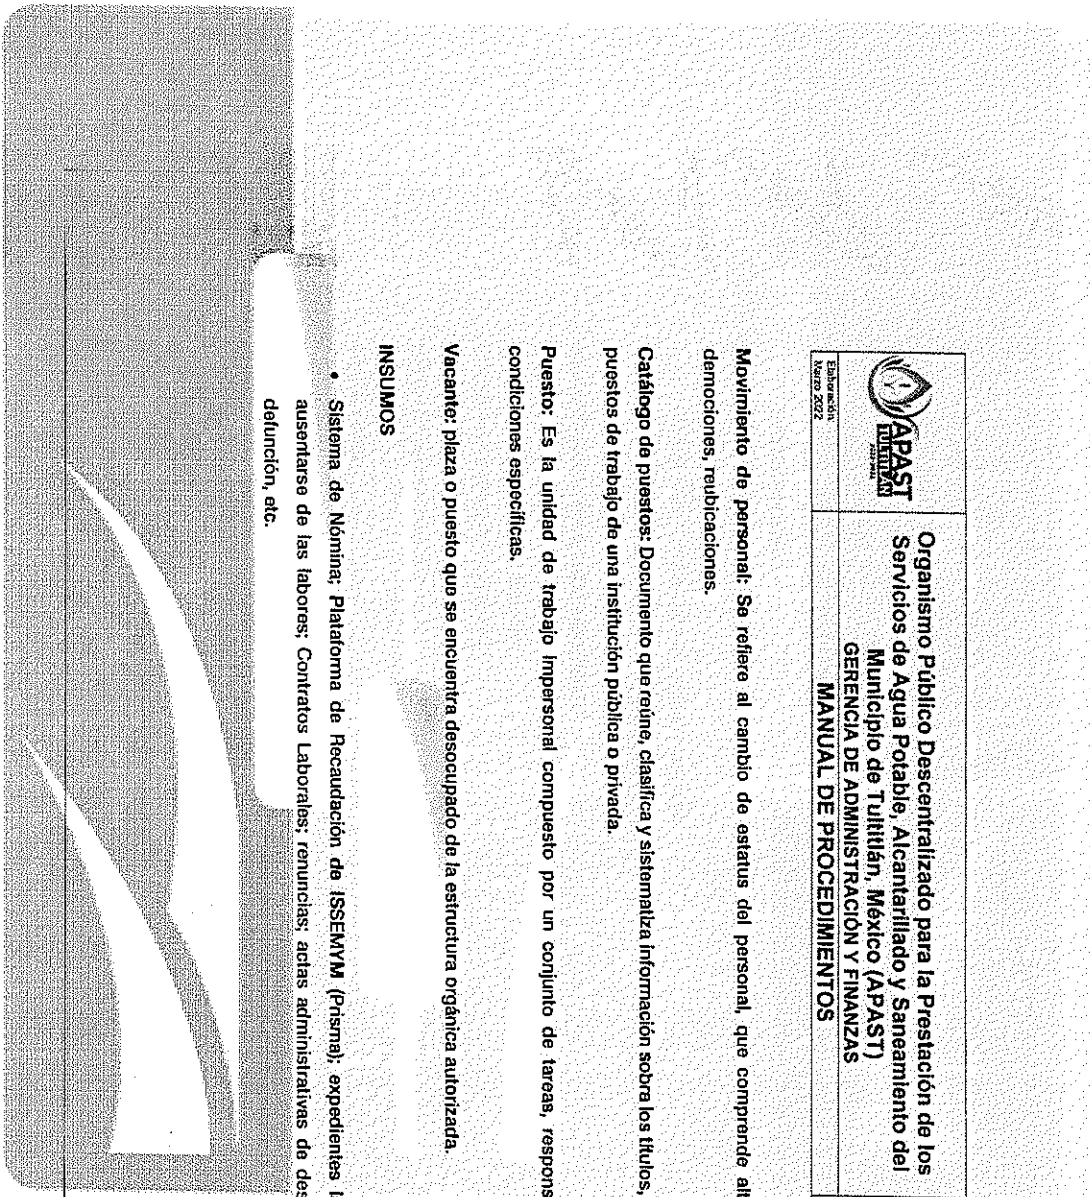 APAST
TULTITLÁN
Elaboración:
Marzo 2022
Organismo Público Descentralizado para la Prestación de los
Servicios de Agua Potable, Alcantarillado y Saneamiento del
Municipio de Tultitlán, México (APAST)
GERENCIA DE ADMINISTRACIÓN Y FINANZAS
MANUAL DE PROCEDIMIENTOS
Movimiento de personal: Se refiere al cambio de estatus del personal, que comprende
demociones, reubicaciones.
Catálogo de puestos: Documento que reúne, clasifica y sistematiza información sobra los títulos,
puestos de trabajo de una institución pública o privada.
Puesto: Es la unidad de trabajo impersonal compuesto por un conjunto de tareas,
condiciones específicas.
Vacante: plaza o puesto que se encuentra desocupado de la estructura orgánica autorizada.
INSUMOS
• Sistema de Nómina; Plataforma de Recaudación de ISSEMYM (Prisma); expedientes
ausentarse de las labores; Contratos Laborales; renuncias; actas administrativas de
defunción, etc.